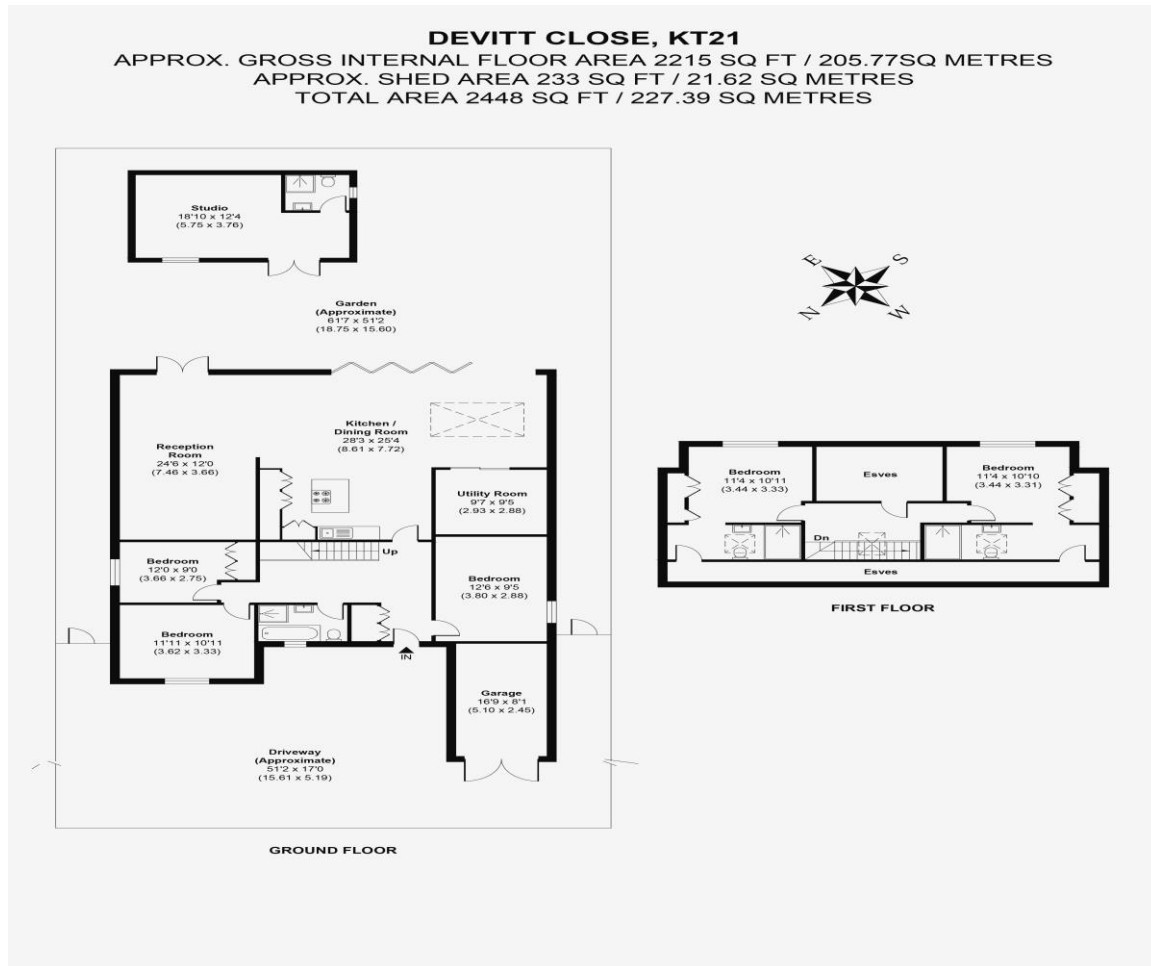 DEVITT CLOSE, KT21
APPROX. GROSS INTERNAL FLOOR AREA 2215 SQ FT / 205.77SQ METRES
APPROX. SHED AREA 233 SQ FT / 21.62 SQ METRES
TOTAL AREA 2448 SQ FT / 227.39 SQ METRES
Studio
18'10 x 12'4
(5.75 x 3.76)
Garden
(Approximate)
61'7 x 51'2
(18.75 x 15.60)
E
S
N
W
Kitchen /
Dining Room
28'3 x 25'4
(8.61 x 7.72)
Reception
Room
24'6 x 12'0
(7.46 x 3.66)
Utility Room
9'7 x 9'5
(2.93 x 2.88)
Up
Bedroom
12'0 x 9'0
(3.66 x 2.75)
Bedroom
12'6 x 9'5
(3.80 x 2.88)
Bedroom
11'11 x 10'11
(3.62 x 3.33)
IN
Garage
16'9 x 8'1
(5.10 x 2.45)
Driveway
(Approximate)
51'2 x 17'0
(15.61 x 5.19)
GROUND FLOOR
Bedroom
11'4 x 10'11
(3.44 x 3.33)
Esves
Bedroom
11'4 x 10'10
(3.44 x 3.31)
Dn
Esves
FIRST FLOOR